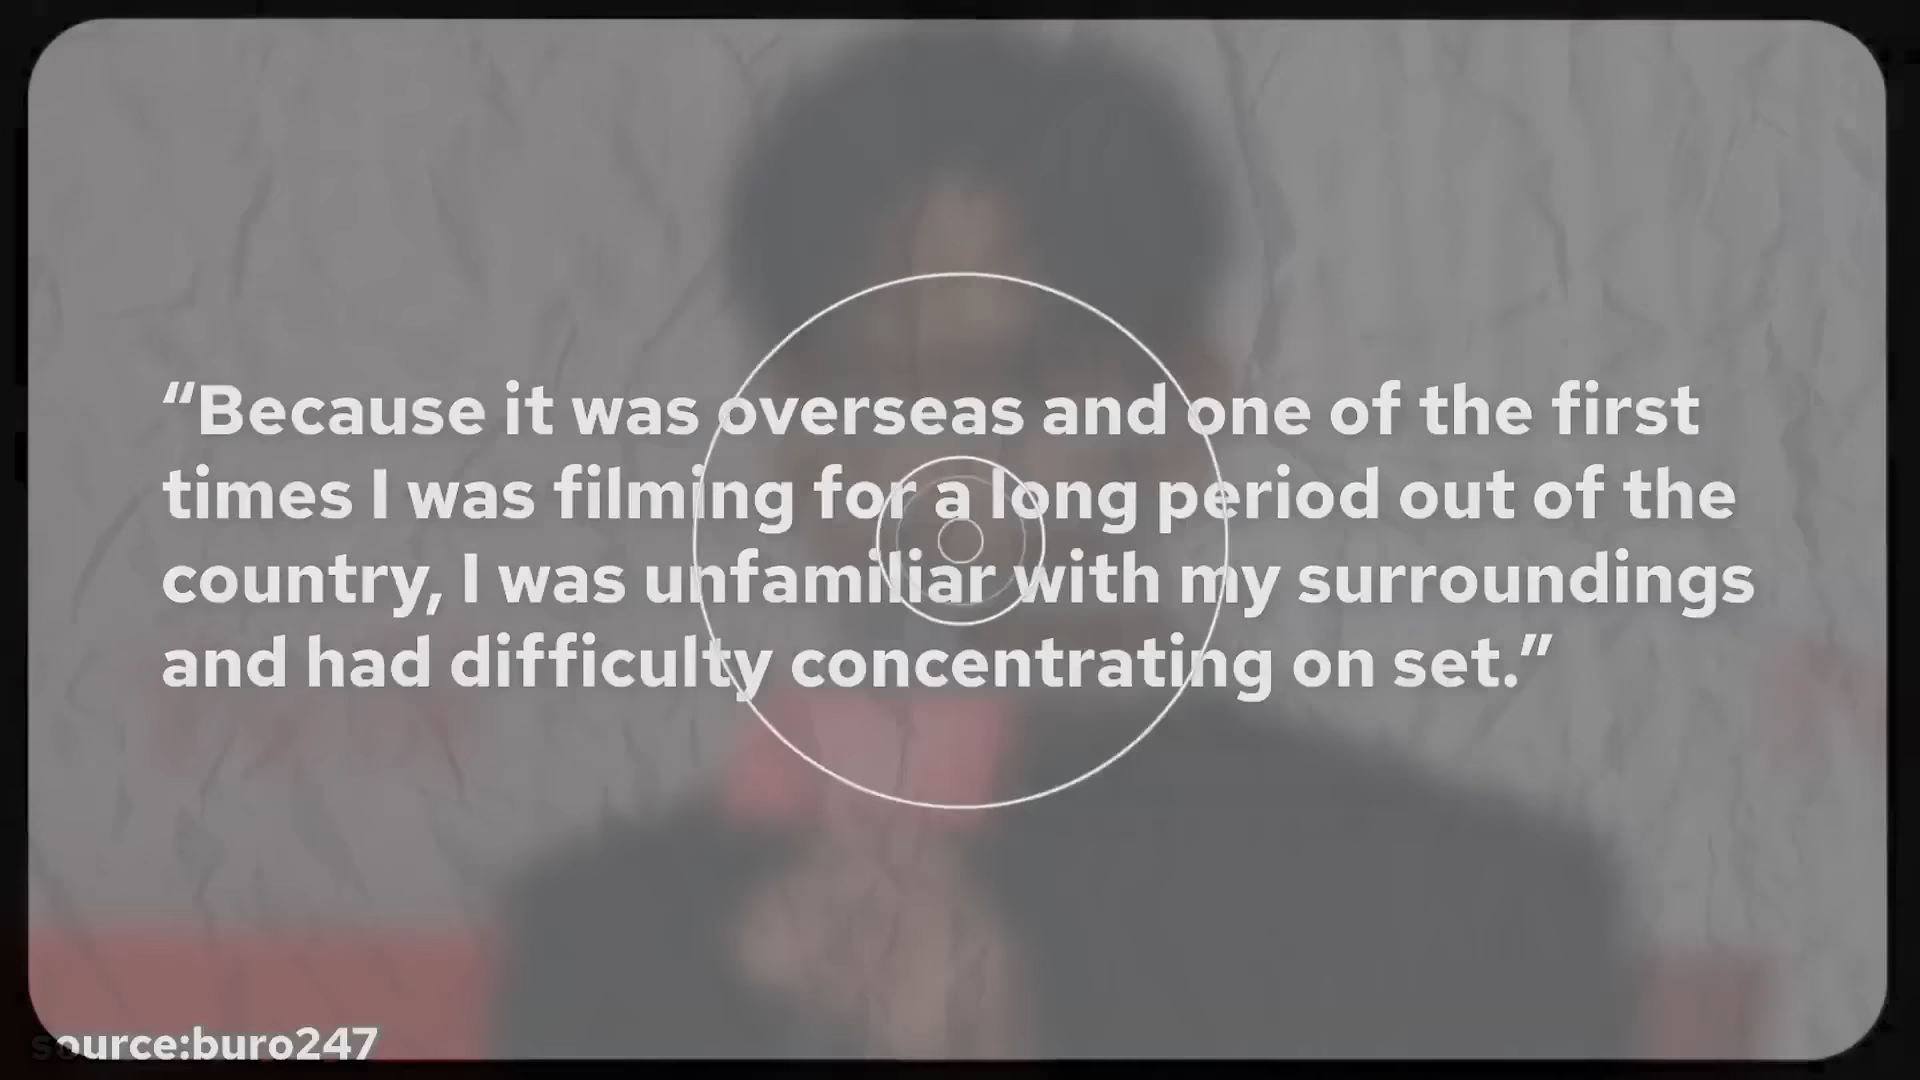 “Because it was overseas and one of the first
times I was filming for a long period out of the
country, I was unfamiliar with my surroundings
and had difficulty concentrating on set.”
source:buro247